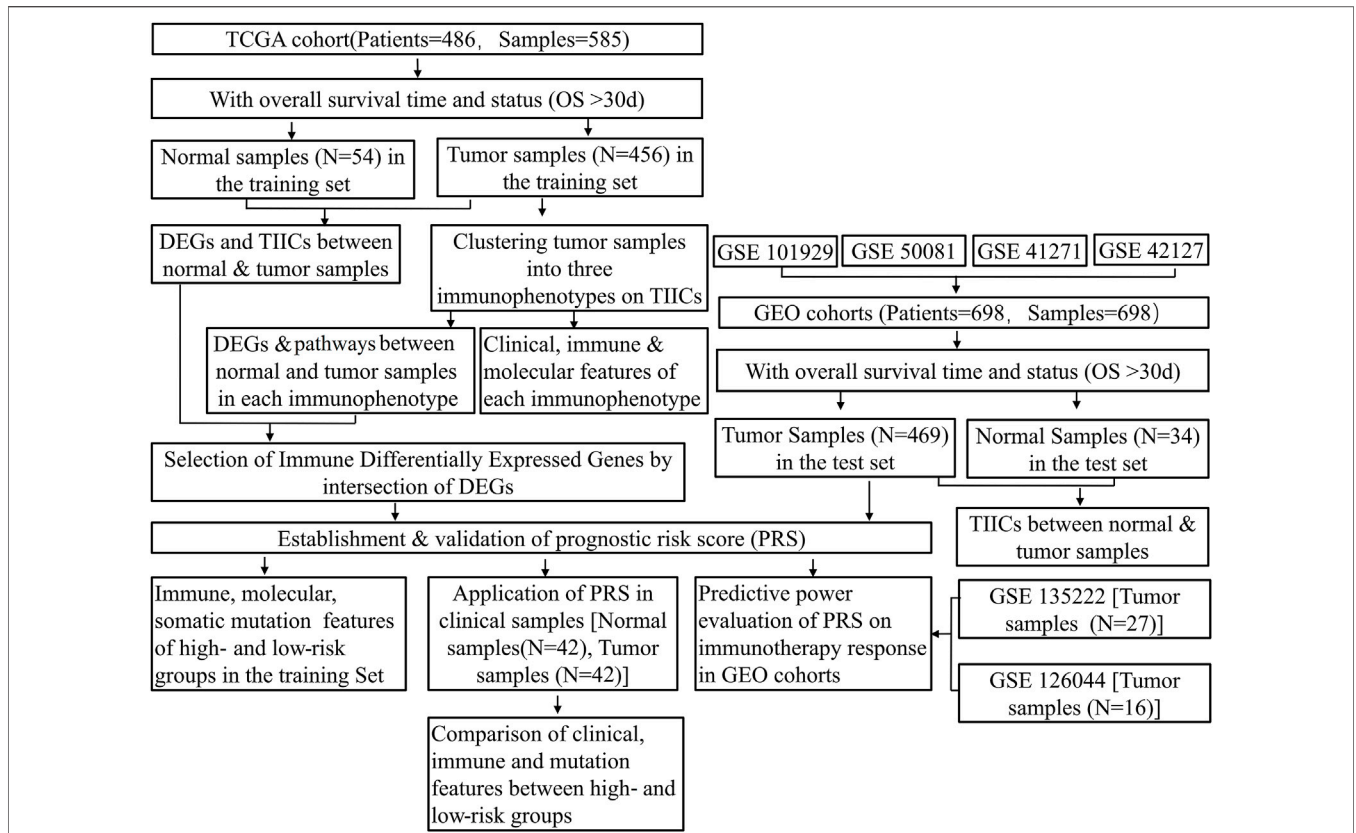 TCGA cohort(Patients=486, Samples=585)
With overall survival time and status (OS >30d)
Normal samples (N=54) in
the training set
Tumor samples (N=456) in
the training set
DEGs and TIICs between
normal & tumor samples
Clustering tumor samples
into three
immunophenotypes on TIICs
GSE 101929
GSE 50081
GSE 41271
GSE 42127
GEO cohorts (Patients=698, Samples=698)
DEGs & pathways between
normal and tumor samples
in each immunophenotype
Clinical, immune &
molecular features of
each immunophenotype
With overall survival time and status (OS >30d)
Tumor Samples (N=469)
in the test set
Normal Samples (N=34)
in the test set
Selection of Immune Differentially Expressed Genes by
intersection of DEGs
TIICs between normal &
tumor samples
Establishment & validation of prognostic risk score (PRS)
Immune, molecular,
somatic mutation features
of high- and low-risk
groups in the training Set
Application of PRS in
clinical samples [Normal
samples(N=42), Tumor
samples (N=42)]
Predictive power
evaluation of PRS on
immunotherapy response
in GEO cohorts
GSE 135222 [Tumor
samples (N=27)]
GSE 126044 [Tumor
samples (N=16)]
Comparison of clinical,
immune and mutation
features between high- and
low-risk groups